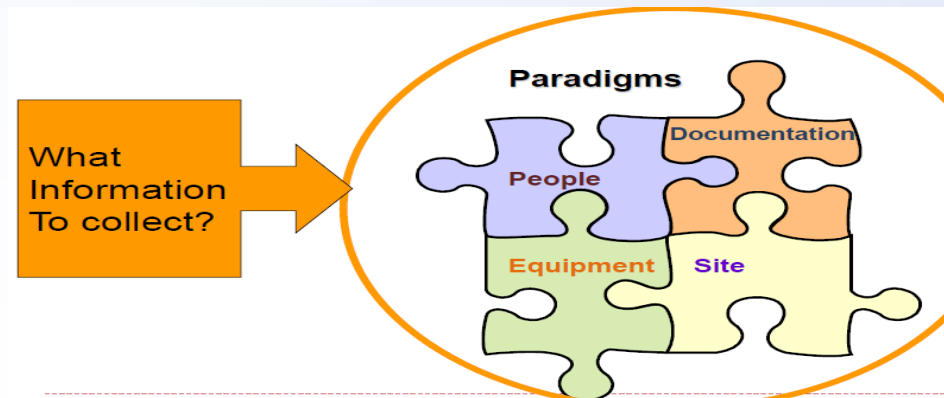 What
Information
To collect?
Paradigms
Documentation
People
Equipment
Site